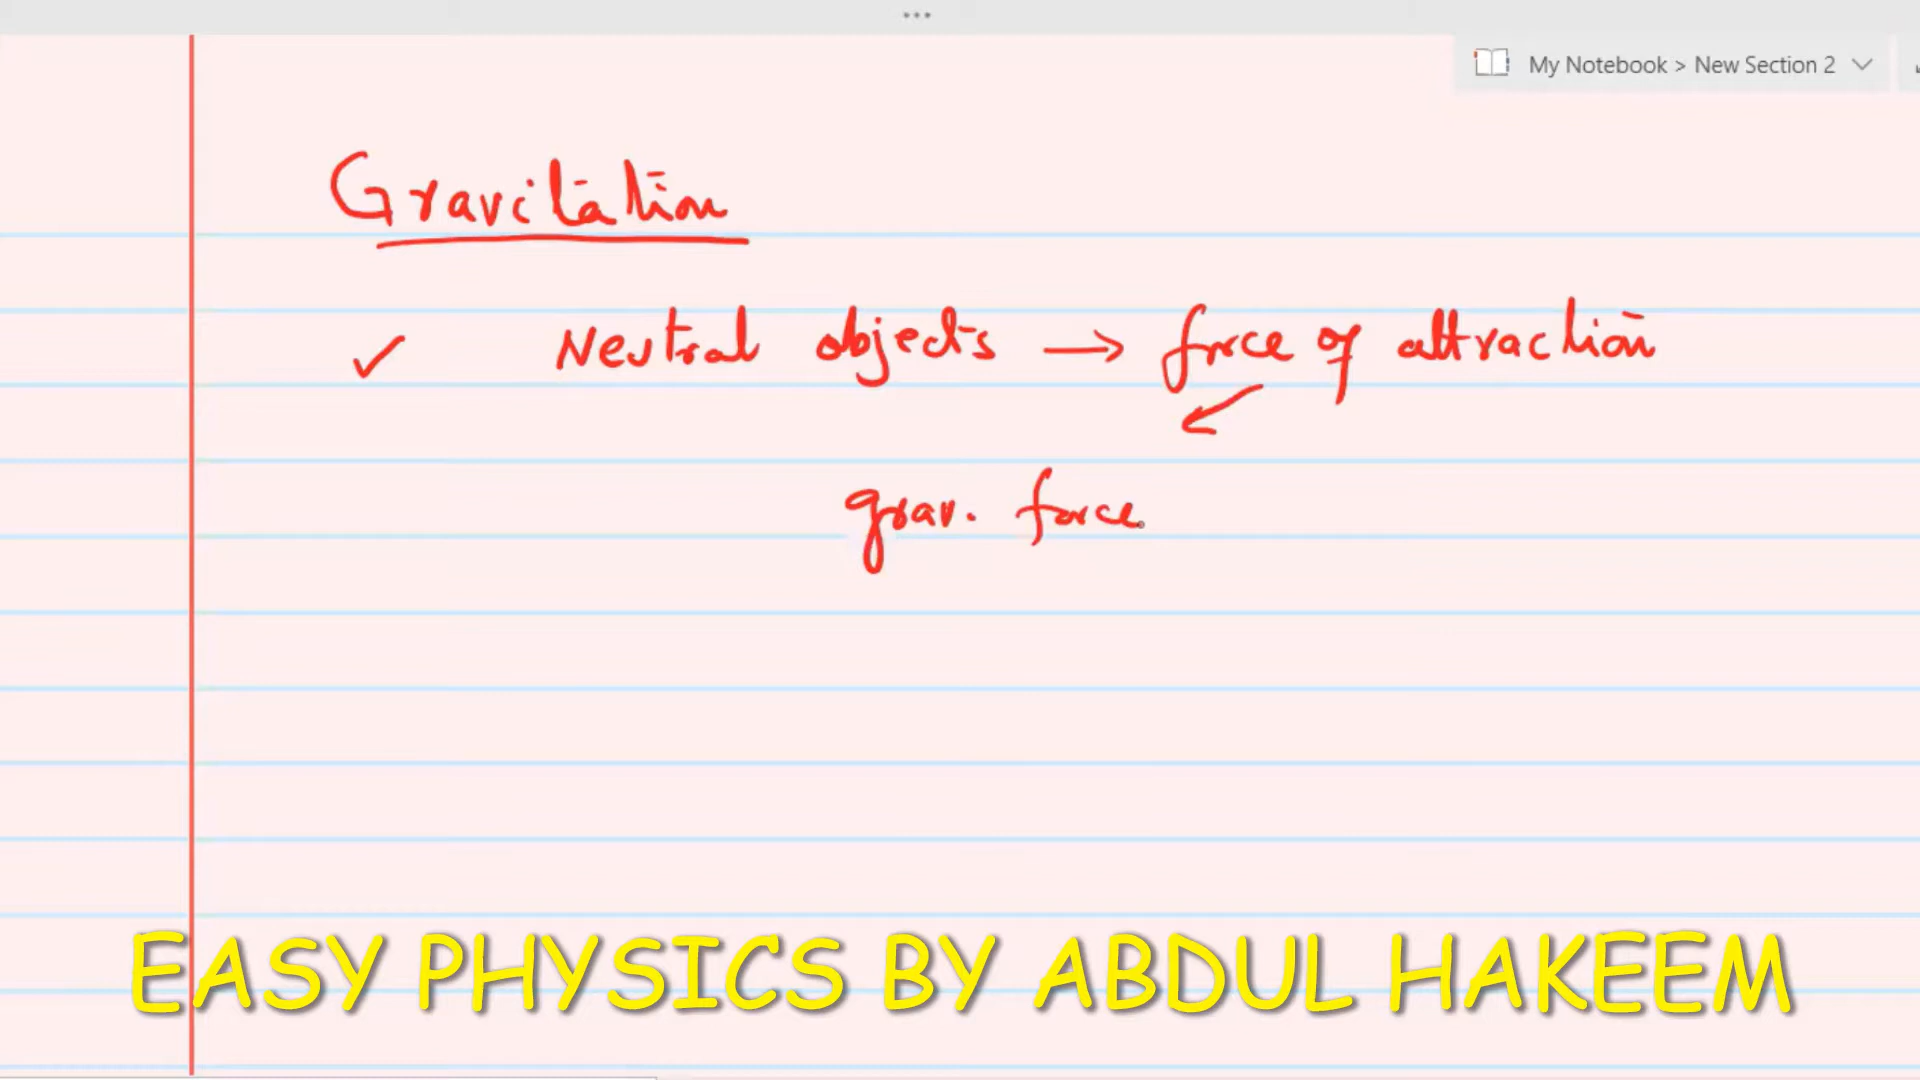 ...
My Notebook > New Section 2
Gravitation
✓ Neutral objects → force of attraction
grav. force
EASY PHYSICS BY ABDUL HAKEEM